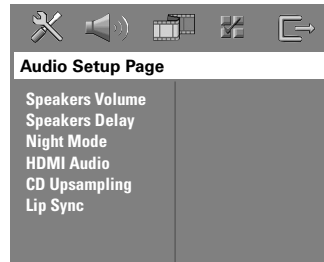 Audio Setup Page
Speakers Volume
Speakers Delay
Night Mode
HDMI Audio
CD Upsampling
Lip Sync